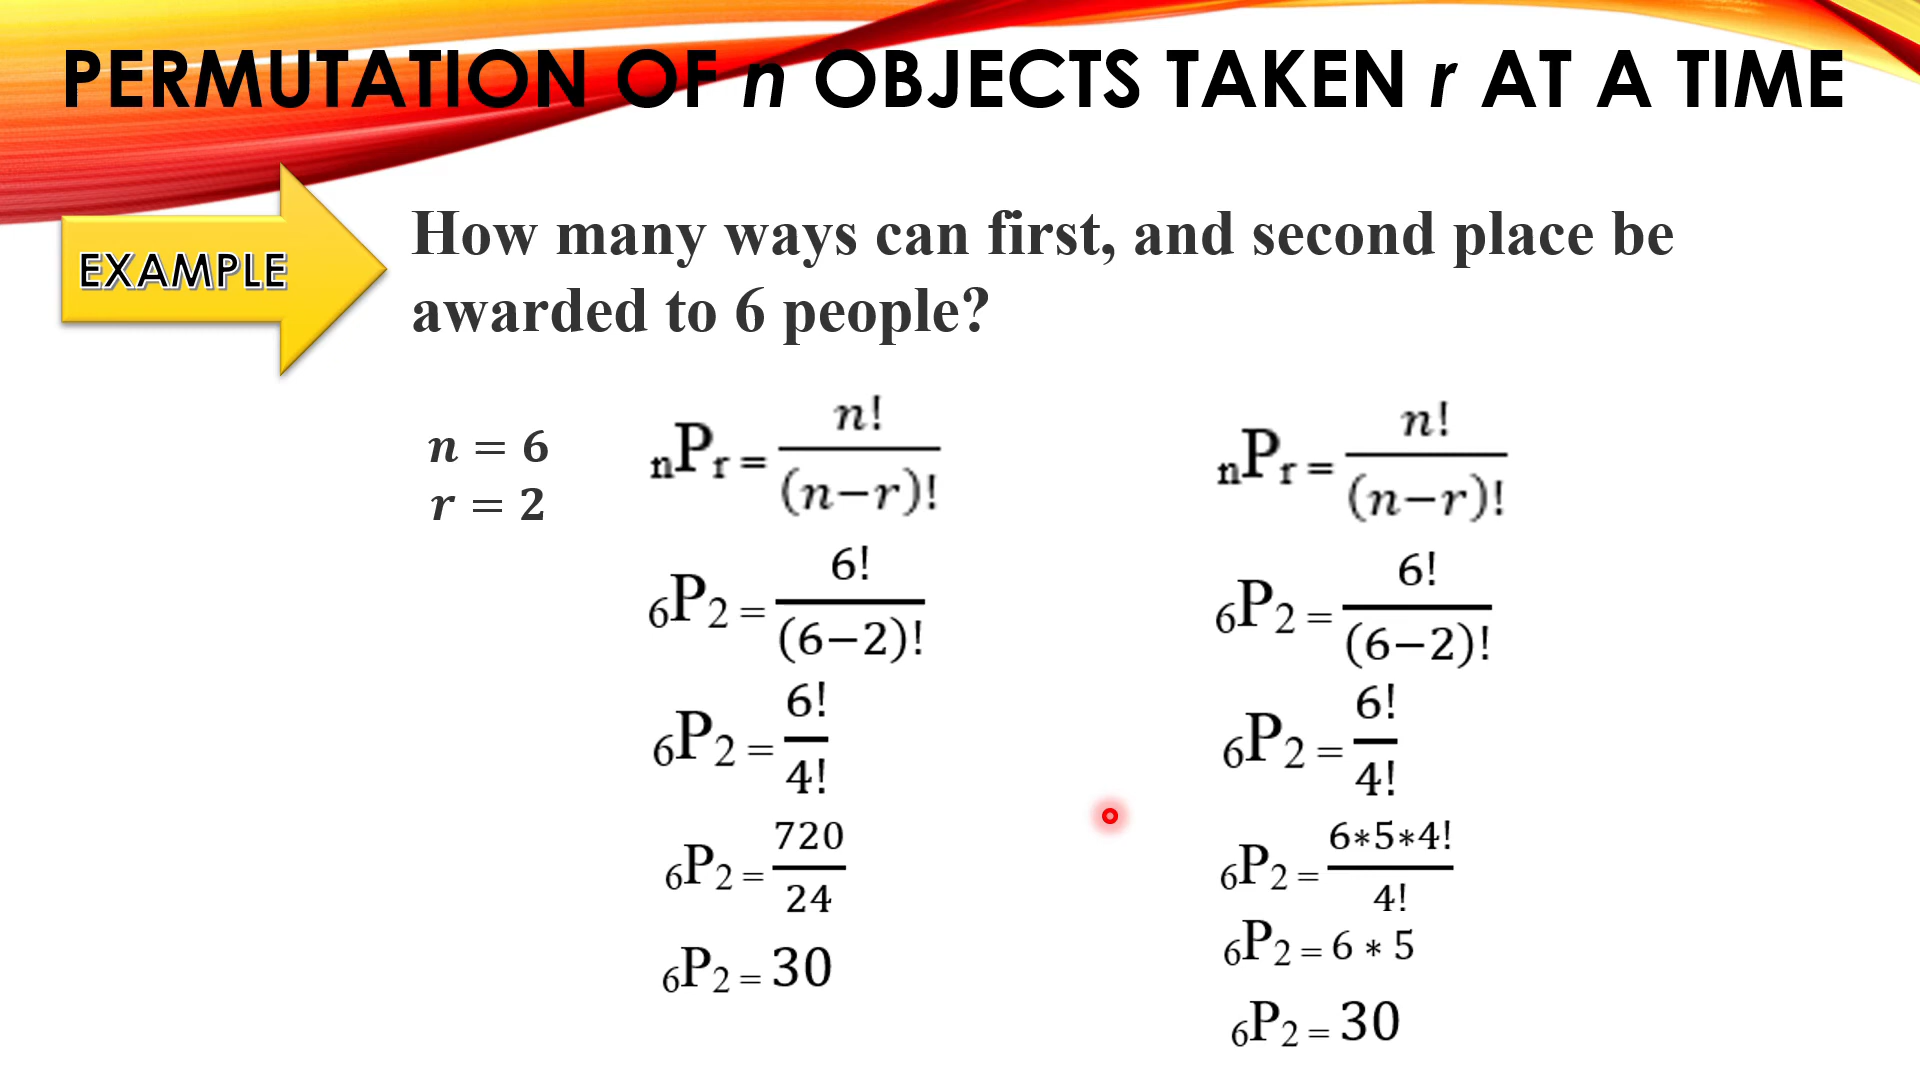 PERMUTATION OF n OBJECTS TAKEN r AT A TIME
EXAMPLE
How many ways can first, and second place be
awarded to 6 people?
n = 6
r = 2
nPr = n!/(n−r)!
6P2 = 6!/(6−2)!
6P2 = 6!/4!
6P2 = 720/24
6P2 = 30
nPr = n!/(n−r)!
6P2 = 6!/(6−2)!
6P2 = 6!/4!
6P2 = 6*5*4!/4!
6P2 = 6 * 5
6P2 = 30